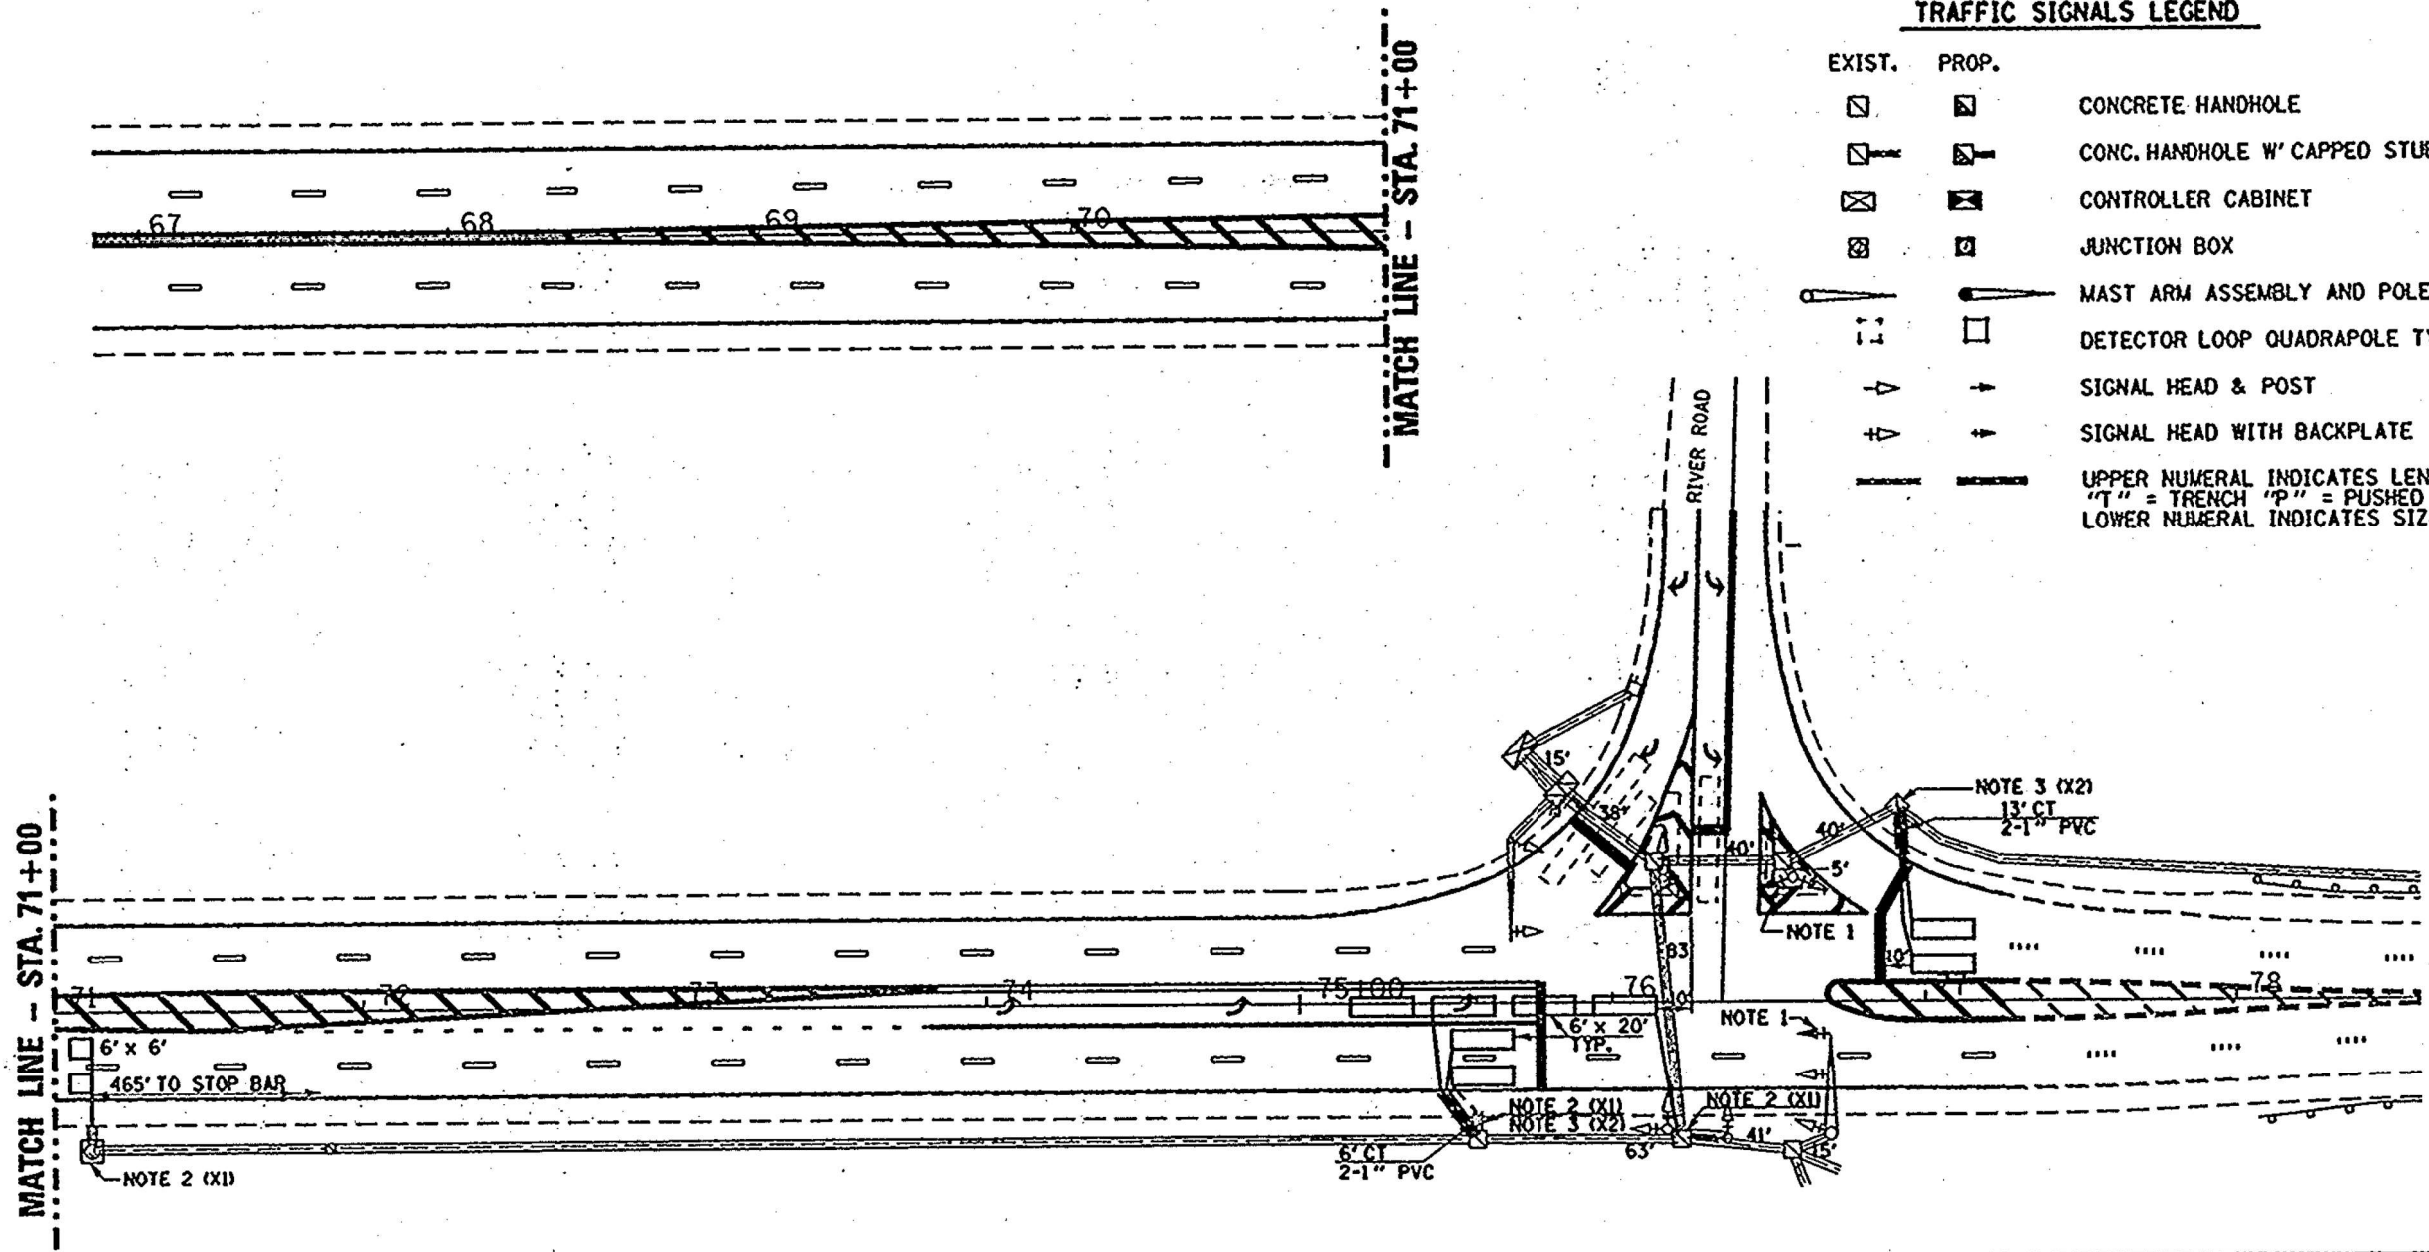 TRAFFIC SIGNALS LEGEND
EXIST. PROP.
CONCRETE HANDHOLE
CONC. HANDHOLE W' CAPPED STUB
CONTROLLER CABINET
JUNCTION BOX
MAST ARM ASSEMBLY AND POLE
DETECTOR LOOP QUADRAPOLE
SIGNAL HEAD & POST
SIGNAL HEAD WITH BACKPLATE
UPPER NUMERAL INDICATES LEN
"T" = TRENCH "P" = PUSHED
LOWER NUMERAL INDICATES SIZ
MATCH LINE - STA. 71+00
67
68
69
70
RIVER ROAD
MATCH LINE - STA. 71+00
15'
38'
40'
40'
5'
NOTE 3 (X2)
13' CT
2-1" PVC
NOTE 1
83
10'
71
72
73
74
75+00
76
77
78
6' x 6'
465' TO STOP BAR
6' x 20'
TYP.
NOTE 1
NOTE 2 (X1)
NOTE 3 (X2)
NOTE 2 (X1)
6' CT
2-1" PVC
63'
41'
15'
NOTE 2 (X1)